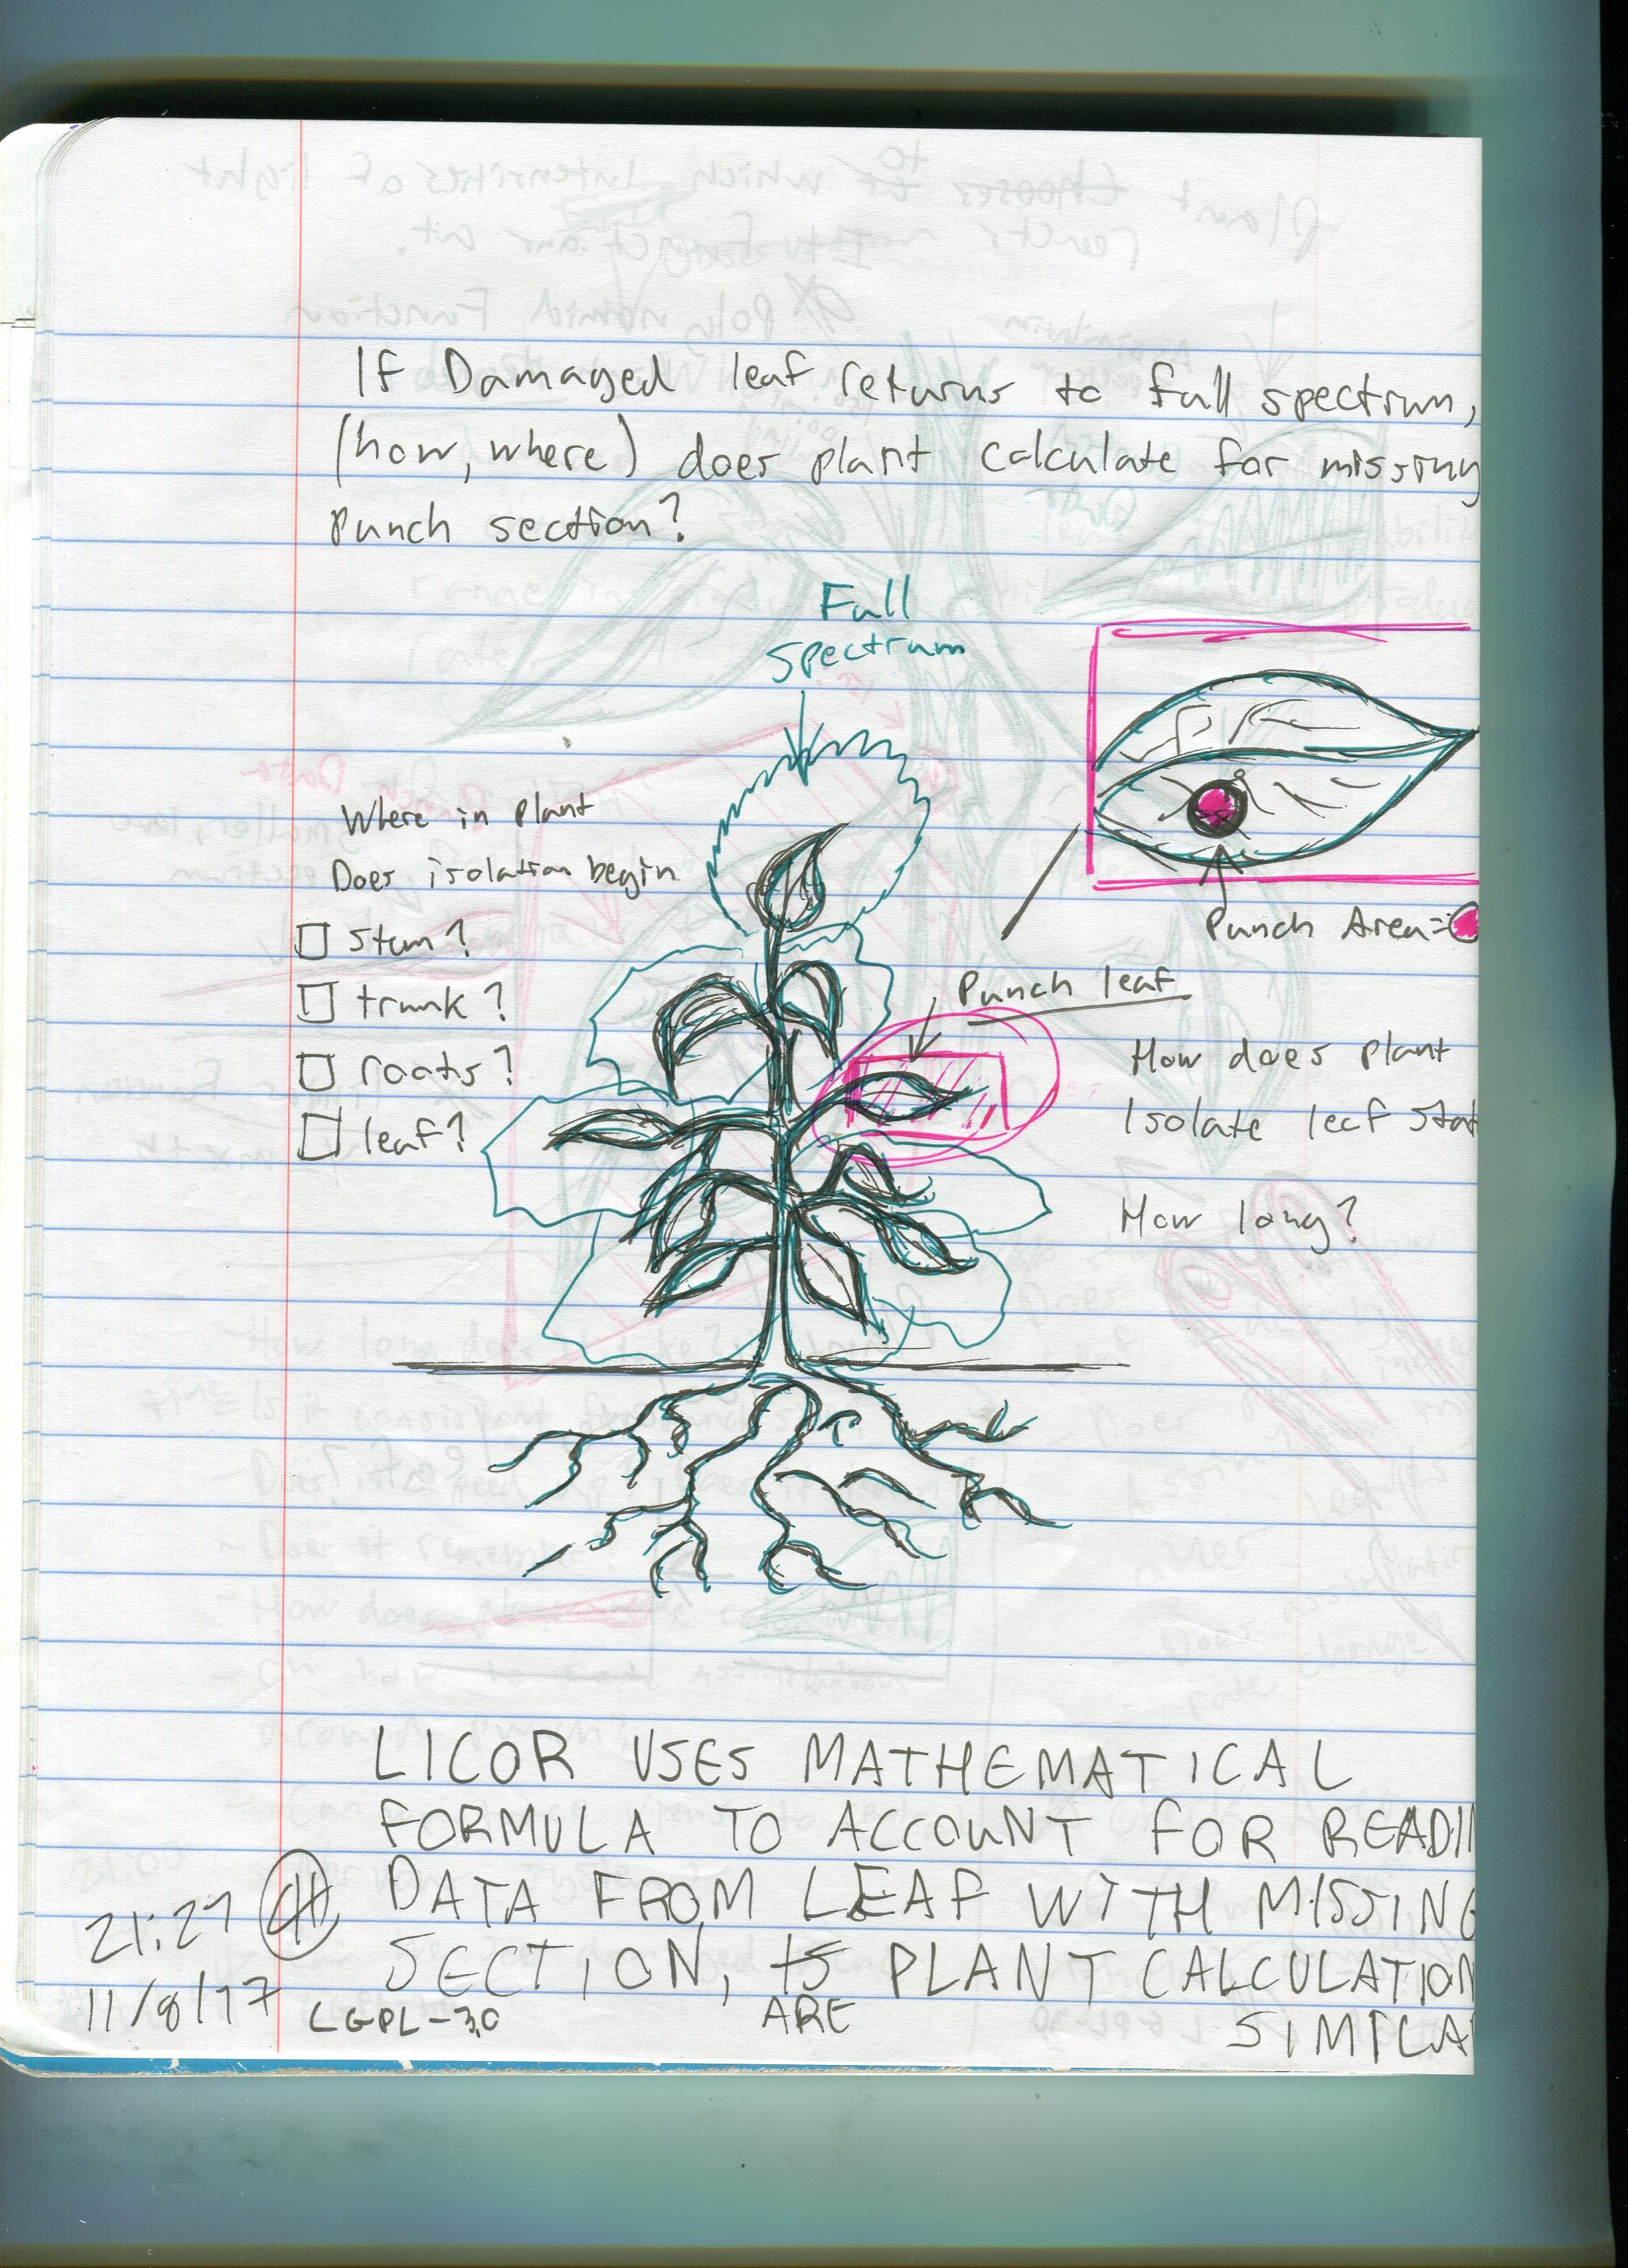 If Damaged leaf returns to full spectrum,
(how, where) does plant calculate for missing
punch section?
Full
spectrum
Where in plant
Does isolation begin
stem?
trunk?
roots?
leaf?
Punch Area=
Punch leaf
How does plant
Isolate leaf stat
How long?
LICOR USES MATHEMATICAL
FORMULA TO ACCOUNT FOR READIN
DATA FROM LEAF WITH MISSING
SECTION, IS PLANT CALCULATION
ARE
SIMILA
21:27
11/8/17
LGPL-3.0